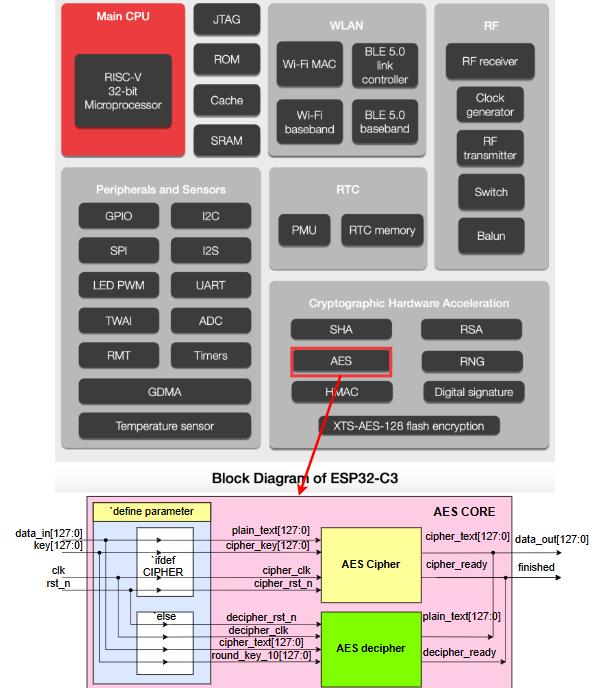 Main CPU
RISC-V
32-bit
Microprocessor
JTAG
ROM
Cache
SRAM
WLAN
Wi-Fi MAC
BLE 5.0
link
controller
Wi-Fi
baseband
BLE 5.0
baseband
RF
RF receiver
Clock
generator
RF
transmitter
Switch
Balun
Peripherals and Sensors
GPIO
I2C
SPI
I2S
LED PWM
UART
TWAI
ADC
RMT
Timers
GDMA
Temperature sensor
RTC
PMU
RTC memory
Cryptographic Hardware Acceleration
SHA
RSA
AES
RNG
HMAC
Digital signature
XTS-AES-128 flash encryption
Block Diagram of ESP32-C3
`define parameter
AES CORE
data_in[127:0]
key[127:0]
clk
rst_n
`ifdef
CIPHER
`else
plain_text[127:0]
cipher_key[127:0]
cipher_clk
cipher_rst_n
decipher_rst_n
decipher_clk
cipher_text[127:0]
round_key_10[127:0]
AES Cipher
AES decipher
cipher_text[127:0]
cipher_ready
plain_text[127:0]
decipher_ready
data_out[127:0]
finished